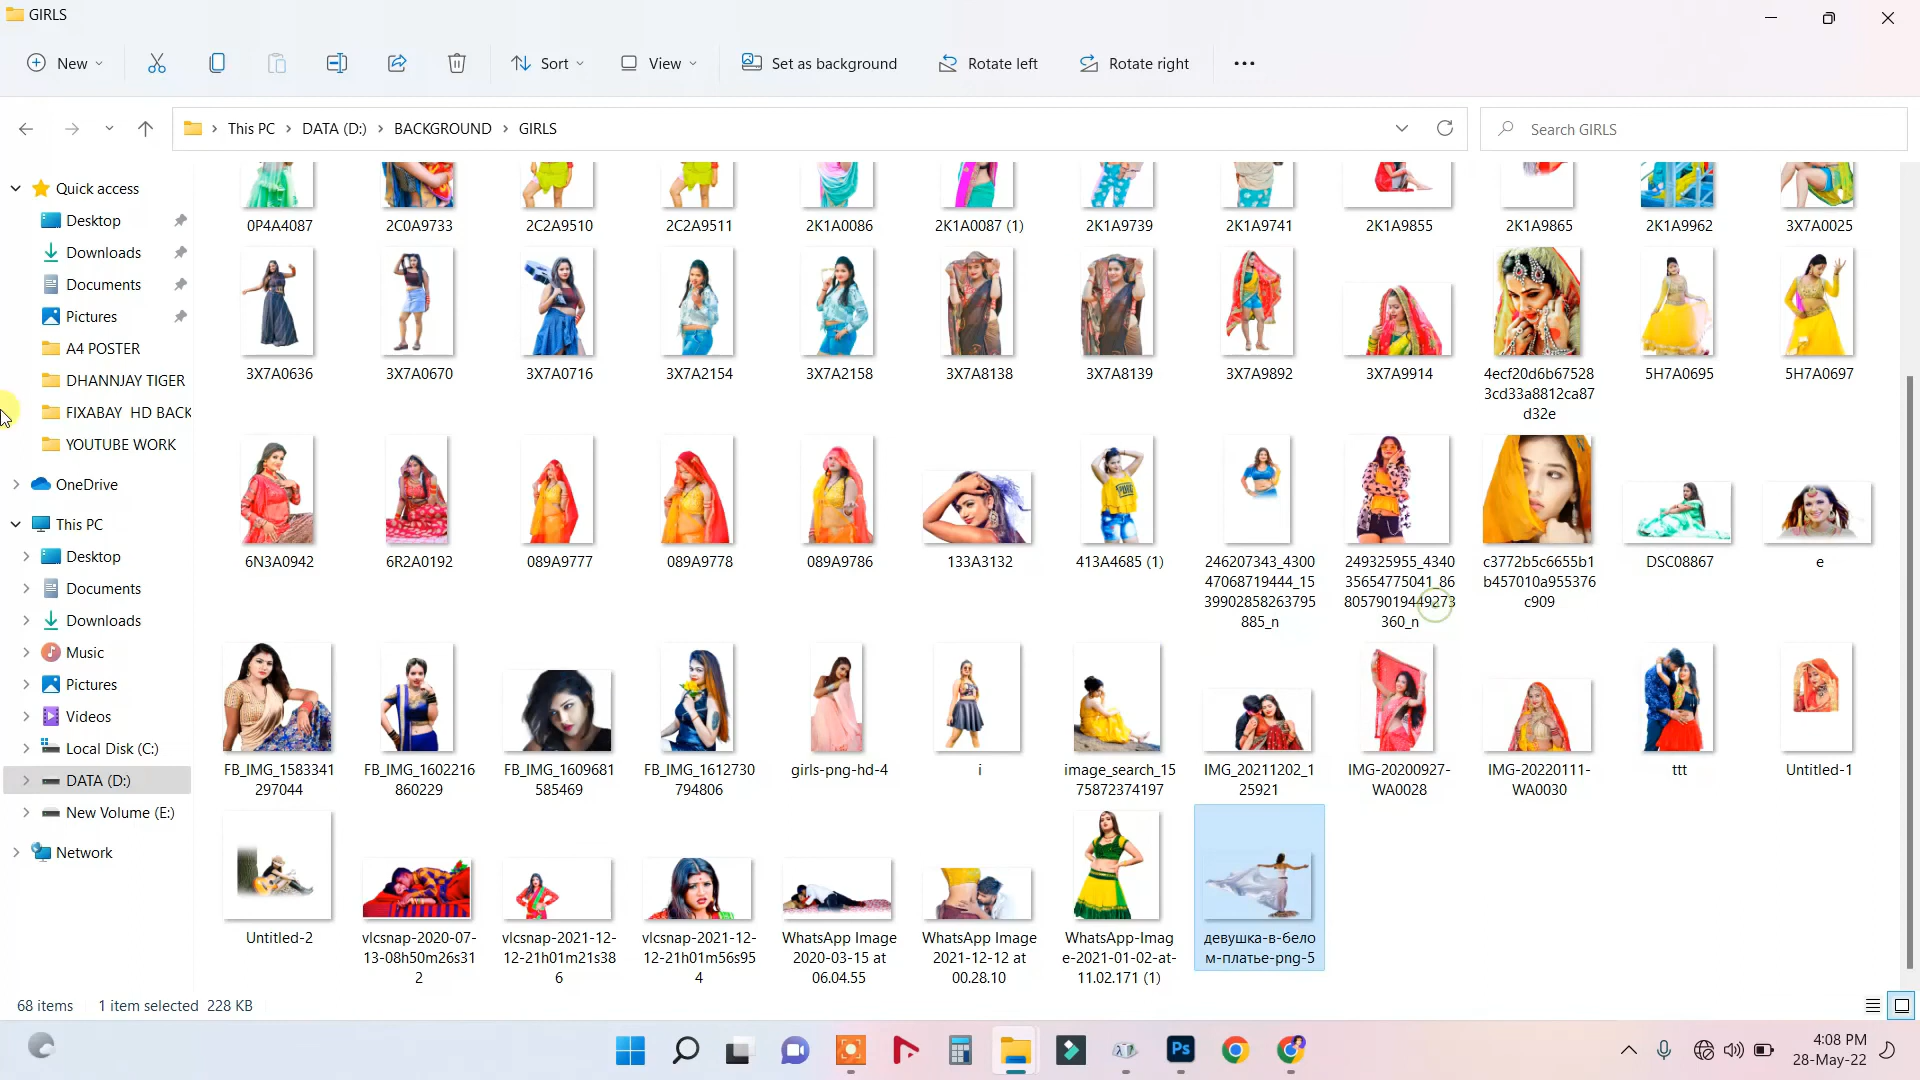 GIRLS
New
Sort
View
Set as background
Rotate left
Rotate right
This PC > DATA (D:) > BACKGROUND > GIRLS
Search GIRLS
Quick access
Desktop
Downloads
Documents
Pictures
A4 POSTER
DHANNJAY TIGER
FIXABAY HD BACK
YOUTUBE WORK
OneDrive
This PC
Desktop
Documents
Downloads
Music
Pictures
Videos
Local Disk (C:)
DATA (D:)
New Volume (E:)
Network
0P4A4087
2C0A9733
2C2A9510
2C2A9511
2K1A0086
2K1A0087 (1)
2K1A9739
2K1A9741
2K1A9855
2K1A9865
2K1A9962
3X7A0025
3X7A0636
3X7A0670
3X7A0716
3X7A2154
3X7A2158
3X7A8138
3X7A8139
3X7A9892
3X7A9914
4ecf20d6b67528
3cd33a8812ca87
d32e
5H7A0695
5H7A0697
6N3A0942
6R2A0192
089A9777
089A9778
089A9786
133A3132
413A4685 (1)
246207343_4300
47068719444_15
39902858263795
885_n
249325955_4340
35654775041_86
80579019449273
360_n
c3772b5c6655b1
b457010a955376
c909
DSC08867
e
FB_IMG_1583341
297044
FB_IMG_1602216
860229
FB_IMG_1609681
585469
FB_IMG_1612730
794806
girls-png-hd-4
i
image_search_15
75872374197
IMG_20211202_1
25921
IMG-20200927-
WA0028
IMG-20220111-
WA0030
ttt
Untitled-1
Untitled-2
vlcsnap-2020-07-
13-08h50m26s31
2
vlcsnap-2021-12-
12-21h01m21s38
6
vlcsnap-2021-12-
12-21h01m56s95
4
WhatsApp Image
2020-03-15 at
06.04.55
WhatsApp Image
2021-12-12 at
00.28.10
WhatsApp-Imag
e-2021-01-02-at-
11.02.171 (1)
девушка-в-бело
м-платье-png-5
68 items
1 item selected 228 KB
Ps
4:08 PM
28-May-22